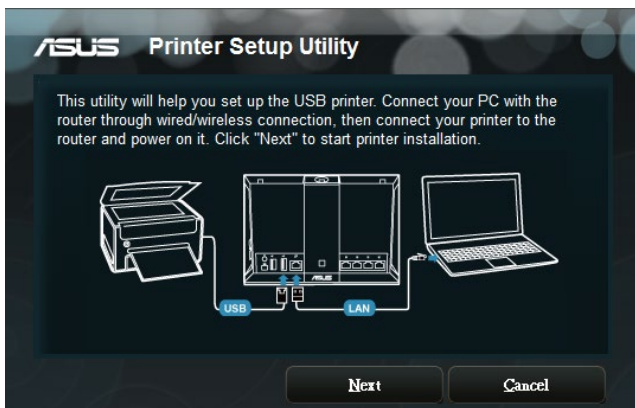 ASUS Printer Setup Utility
This utility will help you set up the USB printer. Connect your PC with the
router through wired/wireless connection, then connect your printer to the
router and power on it. Click "Next" to start printer installation.
ASUS
USB
LAN
Next
Cancel